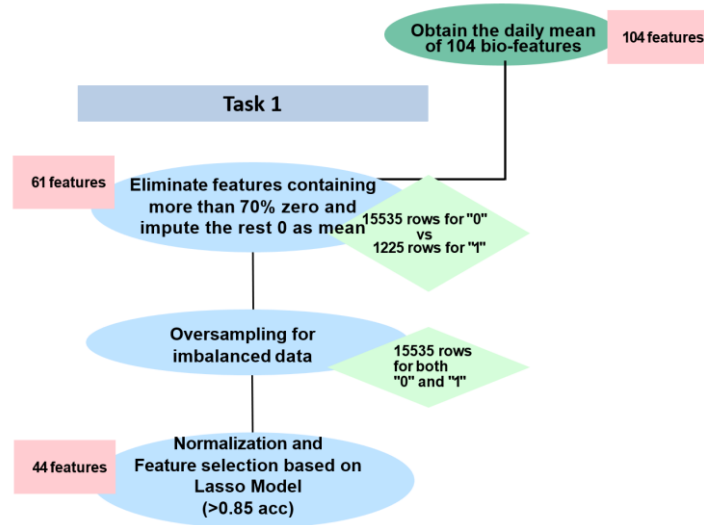 Obtain the daily mean
of 104 bio-features
104 features
Task 1
61 features
Eliminate features containing
more than 70% zero and
impute the rest 0 as mean
15535 rows for "0"
vs
1225 rows for "1"
Oversampling for
imbalanced data
15535 rows
for both
"0" and "1"
44 features
Normalization and
Feature selection based on
Lasso Model
(>0.85 acc)